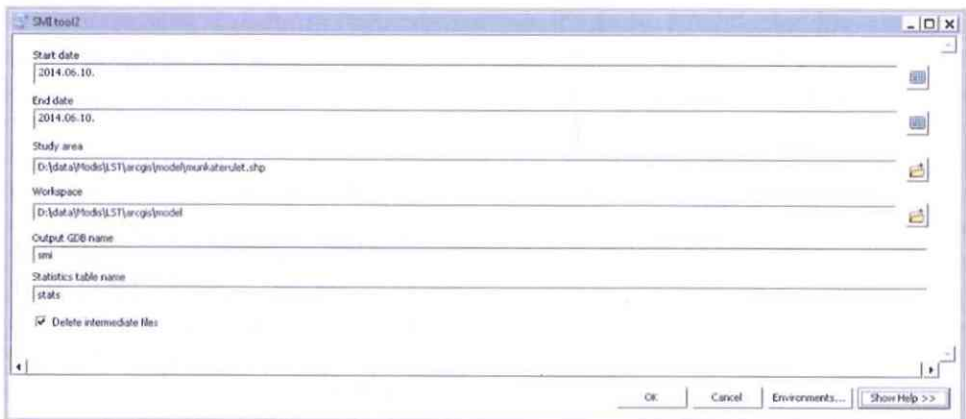 SMI tool2
Start date
2014.06.10.
End date
2014.06.10.
Study area
D:\data\Modis\LST\arcgis\model\munkaterulet.shp
Workspace
D:\data\Modis\LST\arcgis\model
Output GDB name
smi
Statistics table name
stats
Delete intermediate files
OK Cancel Environments... Show Help >>